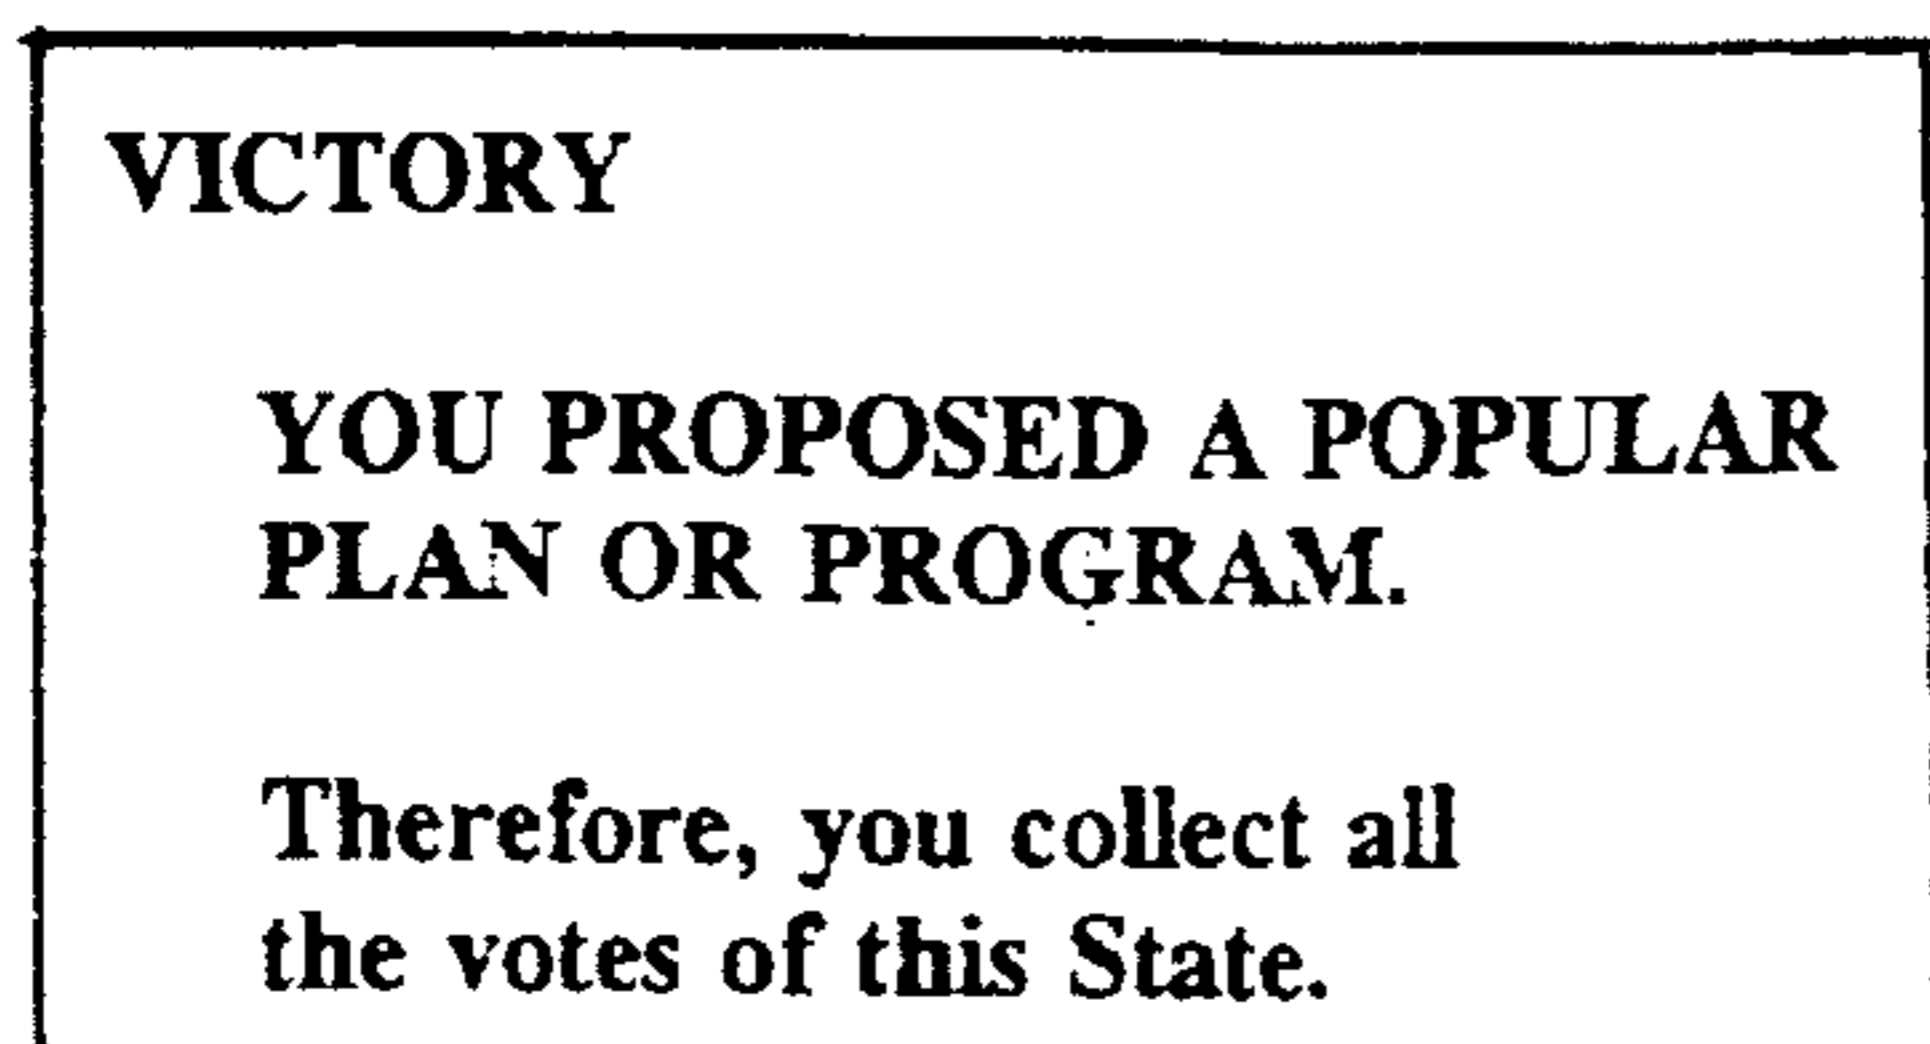 VICTORY
YOU PROPOSED A POPULAR
PLAN OR PROGRAM.
Therefore, you collect all
the votes of this State.